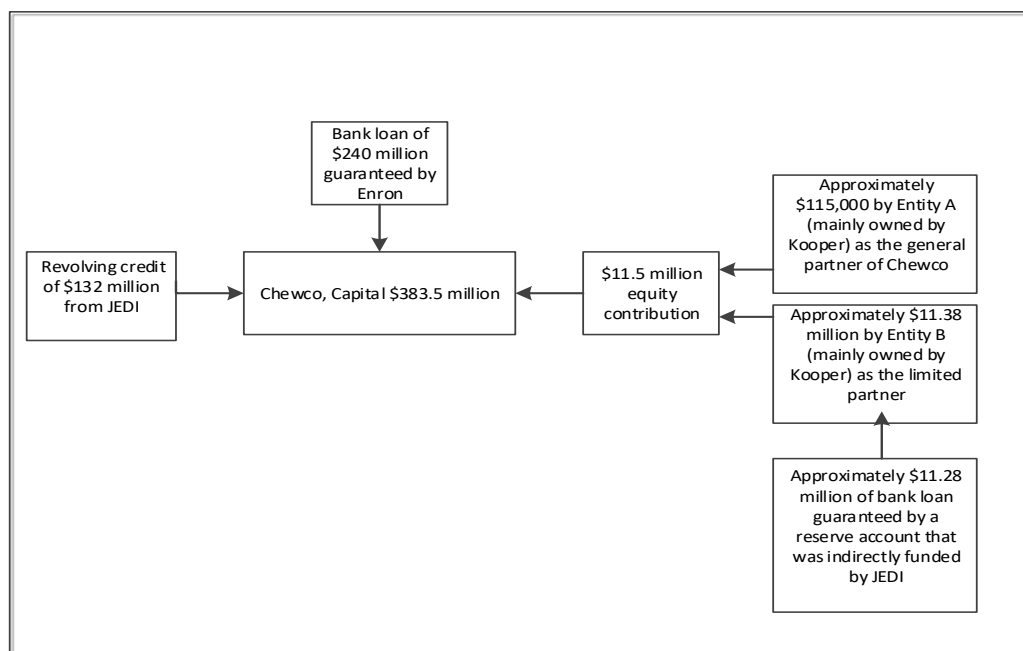 Bank loan of
$240 million
guaranteed by
Enron
Revolving credit
of $132 million
from JEDI
Chewco, Capital $383.5 million
$11.5 million
equity
contribution
Approximately
$115,000 by Entity A
(mainly owned by
Kooper) as the general
partner of Chewco
Approximately $11.38
million by Entity B
(mainly owned by
Kooper) as the limited
partner
Approximately $11.28
million of bank loan
guaranteed by a
reserve account that
was indirectly funded
by JEDI